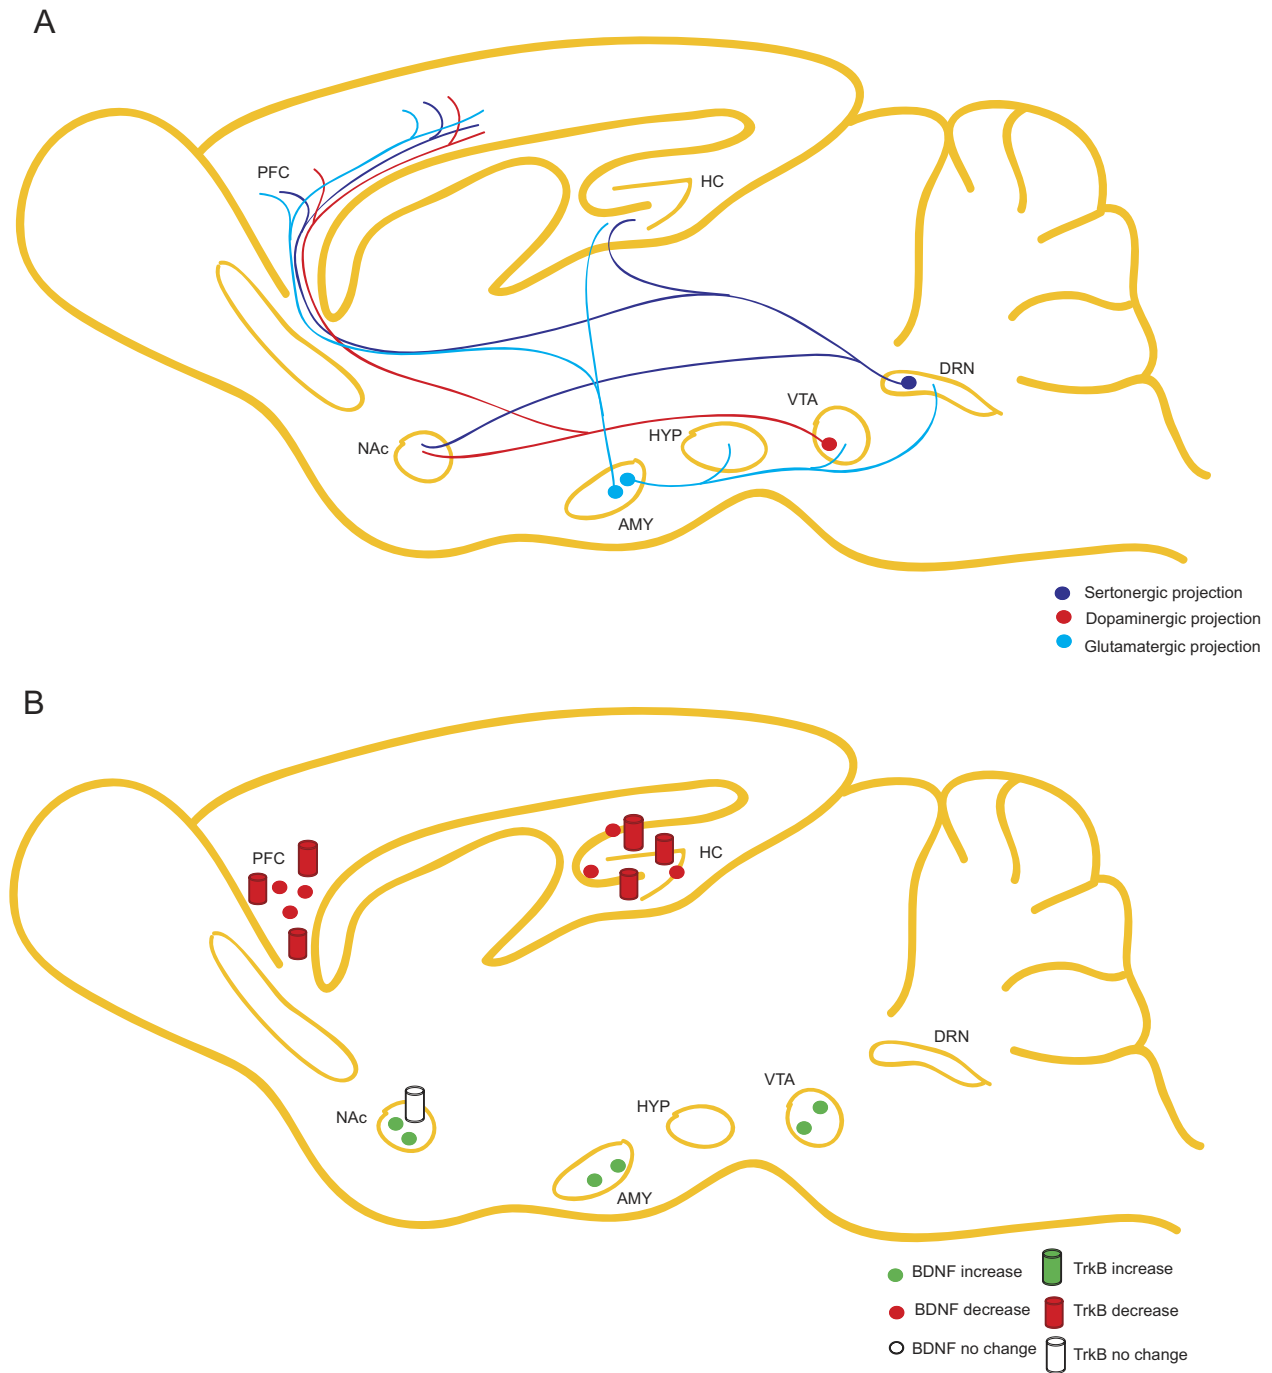 A
PFC
HC
DRN
VTA
HYP
NAc
AMY
Sertonergic projection
Dopaminergic projection
Glutamatergic projection
B
PFC
HC
DRN
VTA
HYP
NAc
AMY
BDNF increase
TrkB increase
BDNF decrease
TrkB decrease
BDNF no change
TrkB no change